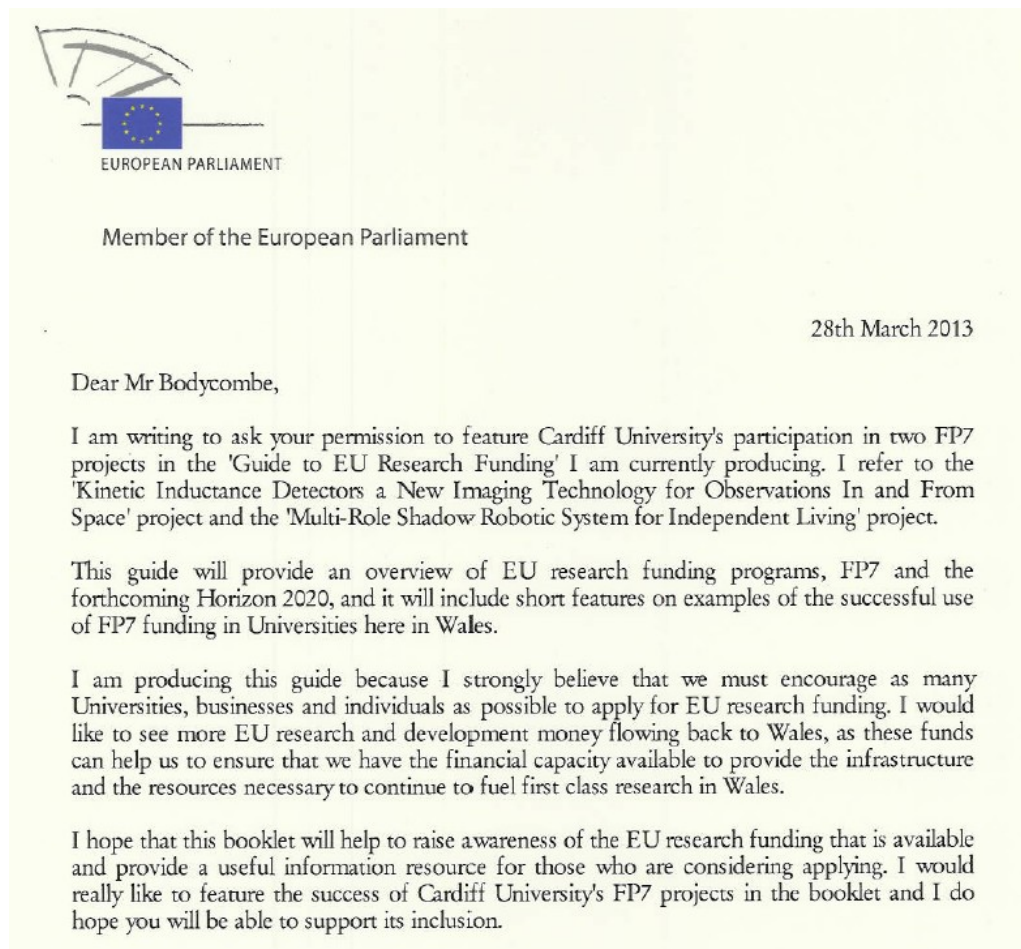 EUROPEAN PARLIAMENT
Member of the European Parliament
28th March 2013
Dear Mr Bodycombe,
I am writing to ask your permission to feature Cardiff University's participation in two FP7
projects in the 'Guide to EU Research Funding' I am currently producing. I refer to the
'Kinetic Inductance Detectors a New Imaging Technology for Observations In and From
Space' project and the 'Multi-Role Shadow Robotic System for Independent Living' project.
This guide will provide an overview of EU research funding programs, FP7 and the
forthcoming Horizon 2020, and it will include short features on examples of the successful use
of FP7 funding in Universities here in Wales.
I am producing this guide because I strongly believe that we must encourage as many
Universities, businesses and individuals as possible to apply for EU research funding. I would
like to see more EU research and development money flowing back to Wales, as these funds
can help us to ensure that we have the financial capacity available to provide the infrastructure
and the resources necessary to continue to fuel first class research in Wales.
I hope that this booklet will help to raise awareness of the EU research funding that is available
and provide a useful information resource for those who are considering applying. I would
really like to feature the success of Cardiff University's FP7 projects in the booklet and I do
hope you will be able to support its inclusion.